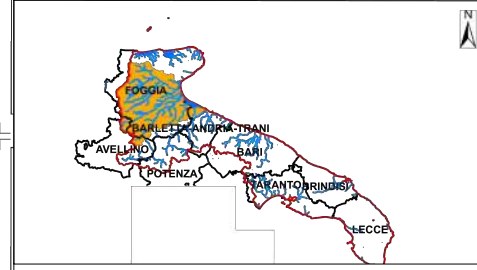 N
FOGGIA
BARLETTA-ANDRIA-TRANI
AVELLINO
BARI
POTENZA
TARANTO
BRINDISI
LECCE